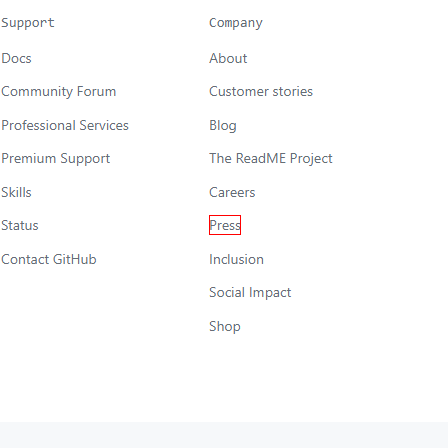 Support
Docs
Community Forum
Professional Services
Premium Support
Skills
Status
Contact GitHub
Company
About
Customer stories
Blog
The ReadME Project
Careers
Press
Inclusion
Social Impact
Shop